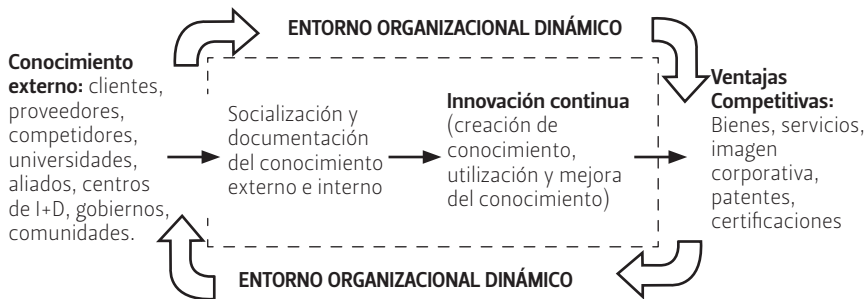 ENTORNO ORGANIZACIONAL DINÁMICO
Conocimiento
externo: clientes,
proveedores,
competidores,
universidades,
aliados, centros
de I+D, gobiernos,
comunidades.
Socialización y
documentación
del conocimiento
externo e interno
Innovación continua
(creación de
conocimiento,
utilización y mejora
del conocimiento)
Ventajas
Competitivas:
Bienes, servicios,
imagen
corporativa,
patentes,
certificaciones
ENTORNO ORGANIZACIONAL DINÁMICO